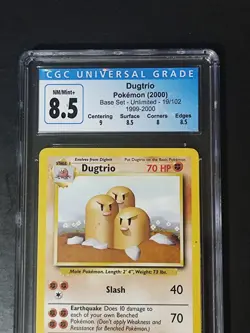 CGC UNIVERSAL GRADE
NM/Mint+
8.5
Dugtrio
Pokémon (2000)
Base Set - Unlimited - 19/102
1999-2000
Centering Surface Corners Edges
9 8.5 8 8.5
STAGE 1
Evolves from Diglett
Put Dugtrio on the Basic Pokémon
Dugtrio
70 HP
Mole Pokémon. Length: 2' 4", Weight: 73 lbs.
Slash 40
Earthquake Does 10 damage to
each of your own Benched
Pokémon. (Don't apply Weakness
and Resistance for Benched Pokémon.)
70